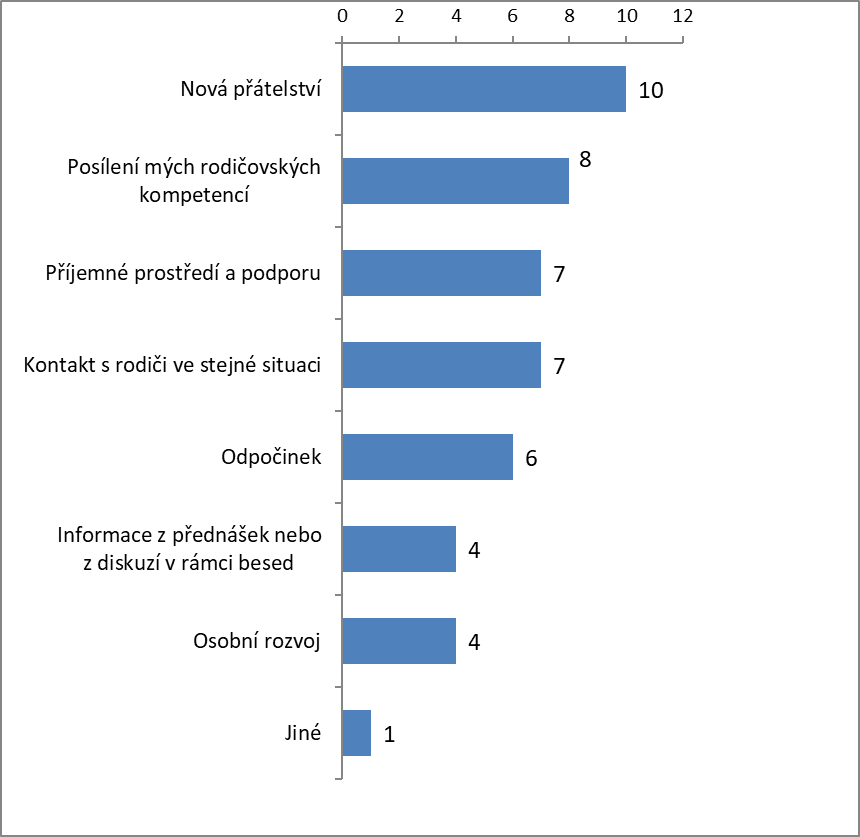 0 2 4 6 8 10 12
Nová přátelství 10
Posílení mých rodičovských
kompetencí 8
Příjemné prostředí a podporu 7
Kontakt s rodiči ve stejné situaci 7
Odpočinek 6
Informace z přednášek nebo
z diskuzí v rámci besed 4
Osobní rozvoj 4
Jiné 1